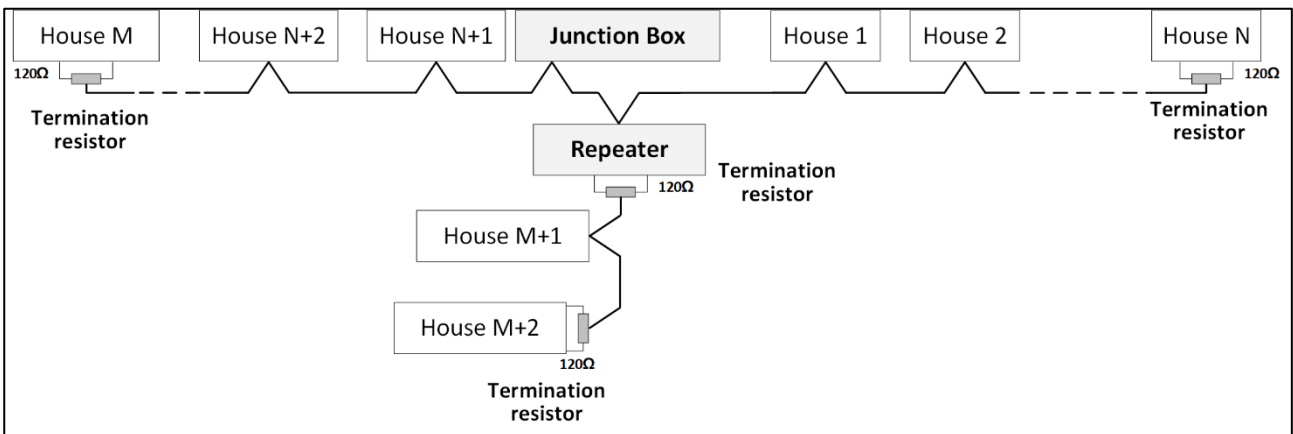 House M
House N+2
House N+1
Junction Box
House 1
House 2
House N
120Ω
120Ω
Termination
resistor
Termination
resistor
Repeater
120Ω
Termination
resistor
House M+1
House M+2
120Ω
Termination
resistor